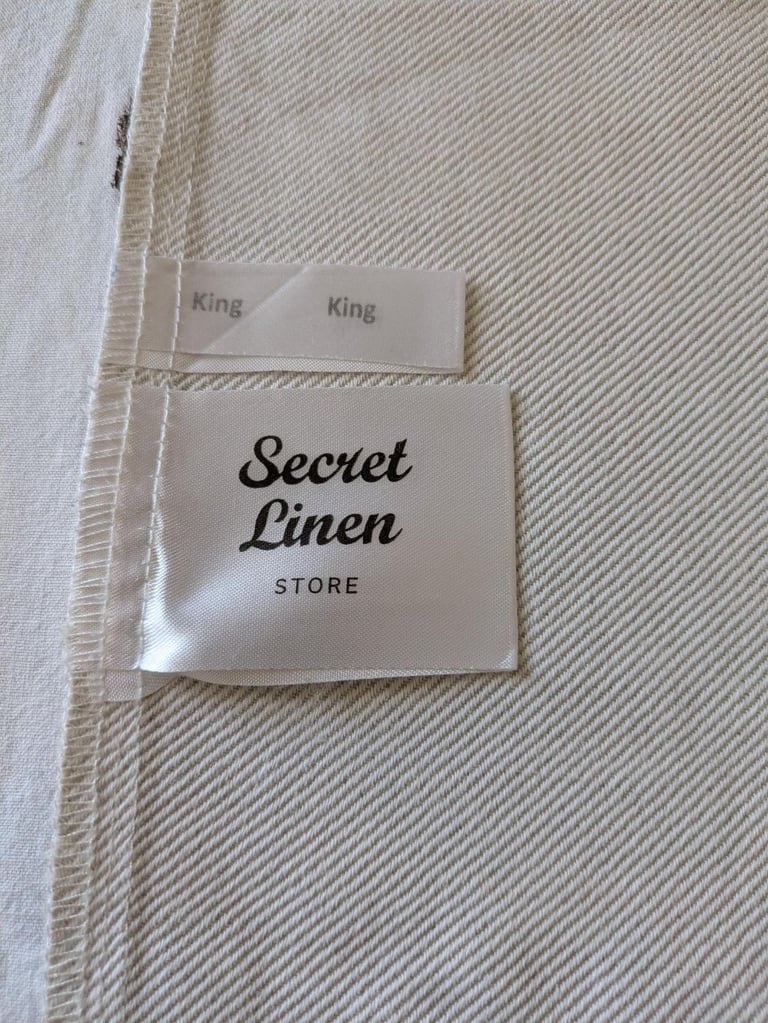 King King
Secret
Linen
STORE